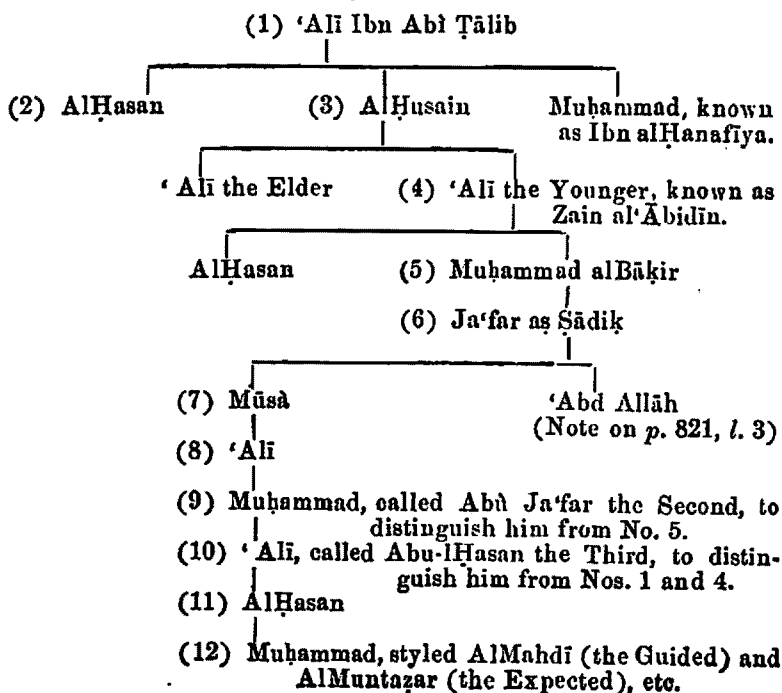 (1) ‘Alī Ibn Abì Ṭālib
(2) AlḤasan (3) AlḤusain Muḥammad, known
as Ibn alḤanafīya.
‘Alī the Elder (4) ‘Alī the Younger, known as
Zain al‘Ābidīn.
AlḤasan (5) Muḥammad alBāḳir
(6) Ja‘far aṣ Ṣādiḳ
(7) Mūsà ‘Abd Allāh
(Note on p. 821, l. 3)
(8) ‘Alī
(9) Muḥammad, called Abù Ja‘far the Second, to
distinguish him from No. 5.
(10) ‘Alī, called Abu-lḤasan the Third, to distin-
guish him from Nos. 1 and 4.
(11) AlḤasan
(12) Muḥammad, styled AlMahdī (the Guided) and
AlMuntaẓar (the Expected), etc.